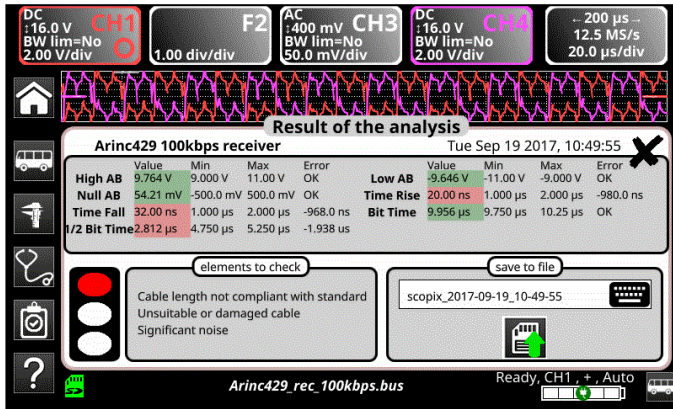 DC
↕16.0 V
BW lim=No
2.00 V/div
CH1
F2
1.00 div/div
AC
↕400 mV
BW lim=No
50.0 mV/div
CH3
DC
↕16.0 V
BW lim=No
2.00 V/div
CH4
←200 µs→
12.5 MS/s
20.0 µs/div
Result of the analysis
Arinc429 100kbps receiver Tue Sep 19 2017, 10:49:55
Value Min Max Error Value Min Max Error
High AB 9.764 V 9.000 V 11.00 V OK Low AB -9.646 V -11.00 V -9.000 V OK
Null AB 54.21 mV -500.0 mV 500.0 mV OK Time Rise 20.00 ns 1.000 µs 2.000 µs -980.0 ns
Time Fall 32.00 ns 1.000 µs 2.000 µs -968.0 ns Bit Time 9.956 µs 9.750 µs 10.25 µs OK
1/2 Bit Time 2.812 µs 4.750 µs 5.250 µs -1.938 us
elements to check
Cable length not compliant with standard
Unsuitable or damaged cable
Significant noise
save to file
scopix_2017-09-19_10-49-55
Arinc429_rec_100kbps.bus
Ready, CH1 , + , Auto